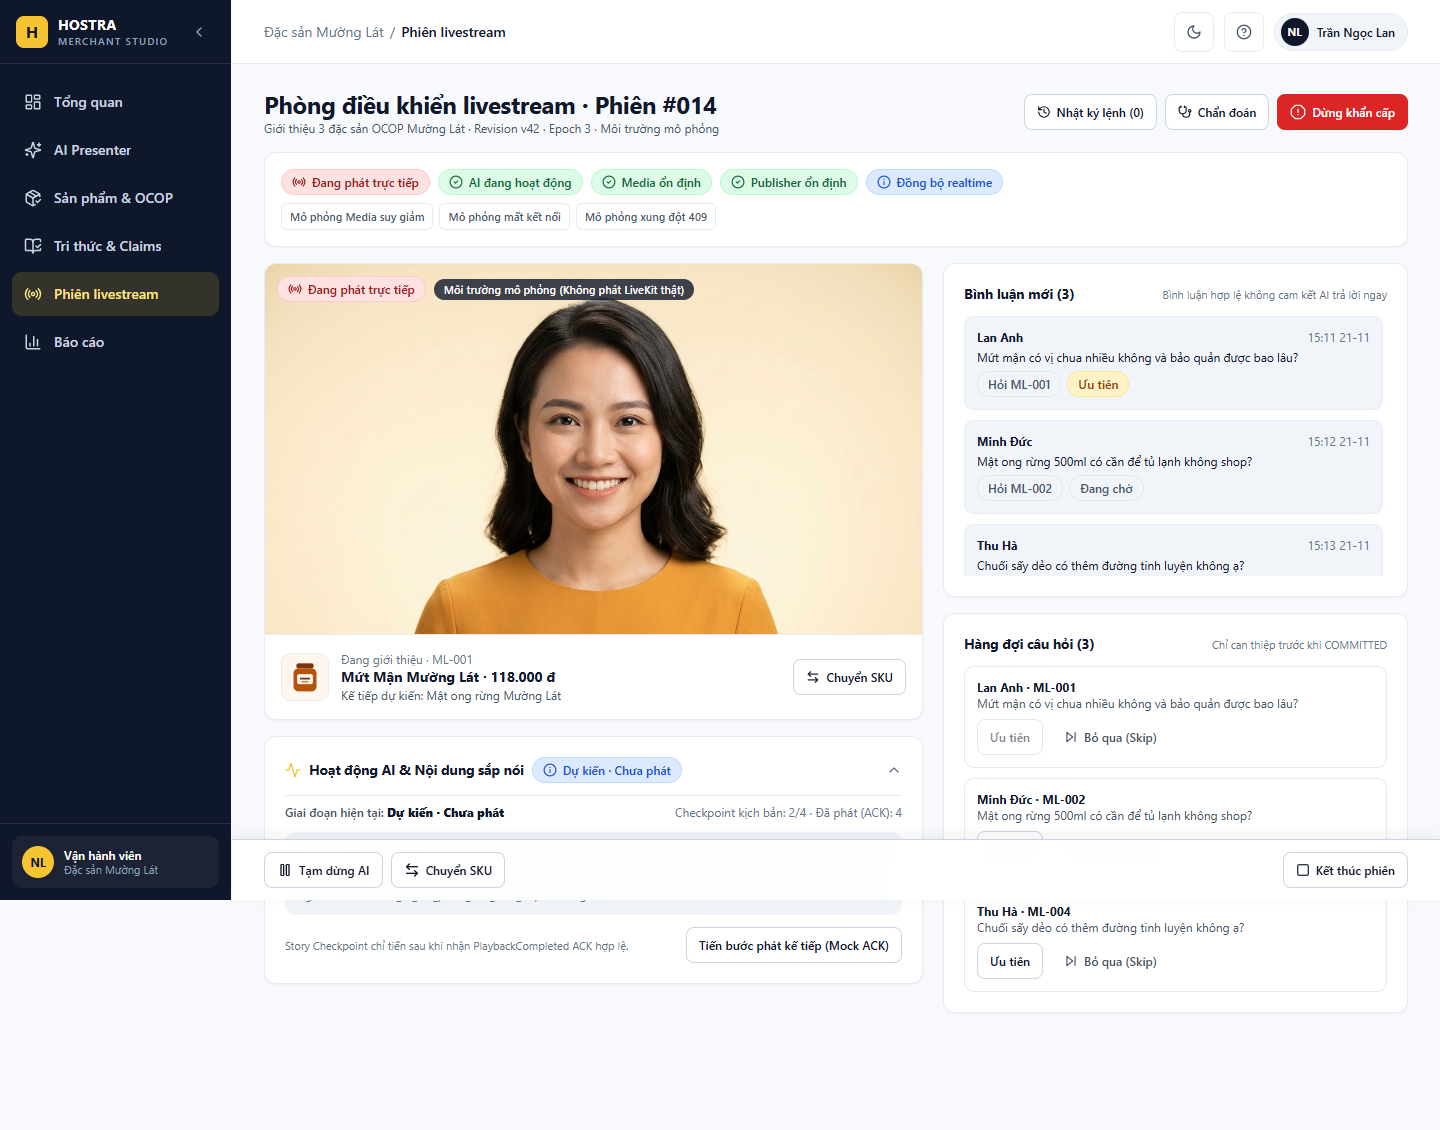 H
HOSTRA
MERCHANT STUDIO
Tổng quan
AI Presenter
Sản phẩm & OCOP
Tri thức & Claims
Phiên livestream
Báo cáo
NL
Vận hành viên
Đặc sản Mường Lát
Đặc sản Mường Lát / Phiên livestream
NL Trần Ngọc Lan
Phòng điều khiển livestream · Phiên #014
Giới thiệu 3 đặc sản OCOP Mường Lát · Revision v42 · Epoch 3 · Môi trường mô phỏng
Nhật ký lệnh (0)
Chẩn đoán
Dừng khẩn cấp
Đang phát trực tiếp
AI đang hoạt động
Media ổn định
Publisher ổn định
Đồng bộ realtime
Mô phỏng Media suy giảm
Mô phỏng mất kết nối
Mô phỏng xung đột 409
Đang phát trực tiếp
Môi trường mô phỏng (Không phát LiveKit thật)
Đang giới thiệu · ML-001
Mứt Mận Mường Lát · 118.000 đ
Kế tiếp dự kiến: Mật ong rừng Mường Lát
Chuyển SKU
Hoạt động AI & Nội dung sắp nói
Dự kiến · Chưa phát
Giai đoạn hiện tại: Dự kiến · Chưa phát
Checkpoint kịch bản: 2/4 · Đã phát (ACK): 4
Tạm dừng AI
Chuyển SKU
Kết thúc phiên
Story Checkpoint chỉ tiến sau khi nhận PlaybackCompleted ACK hợp lệ.
Tiến bước phát kế tiếp (Mock ACK)
Bình luận mới (3)
Bình luận hợp lệ không cam kết AI trả lời ngay
Lan Anh
15:11 21-11
Mứt mận có vị chua nhiều không và bảo quản được bao lâu?
Hỏi ML-001
Ưu tiên
Minh Đức
15:12 21-11
Mật ong rừng 500ml có cần để tủ lạnh không shop?
Hỏi ML-002
Đang chờ
Thu Hà
15:13 21-11
Chuối sấy dẻo có thêm đường tinh luyện không ạ?
Hàng đợi câu hỏi (3)
Chỉ can thiệp trước khi COMMITTED
Lan Anh · ML-001
Mứt mận có vị chua nhiều không và bảo quản được bao lâu?
Ưu tiên
Bỏ qua (Skip)
Minh Đức · ML-002
Mật ong rừng 500ml có cần để tủ lạnh không shop?
Thu Hà · ML-004
Chuối sấy dẻo có thêm đường tinh luyện không ạ?
Ưu tiên
Bỏ qua (Skip)